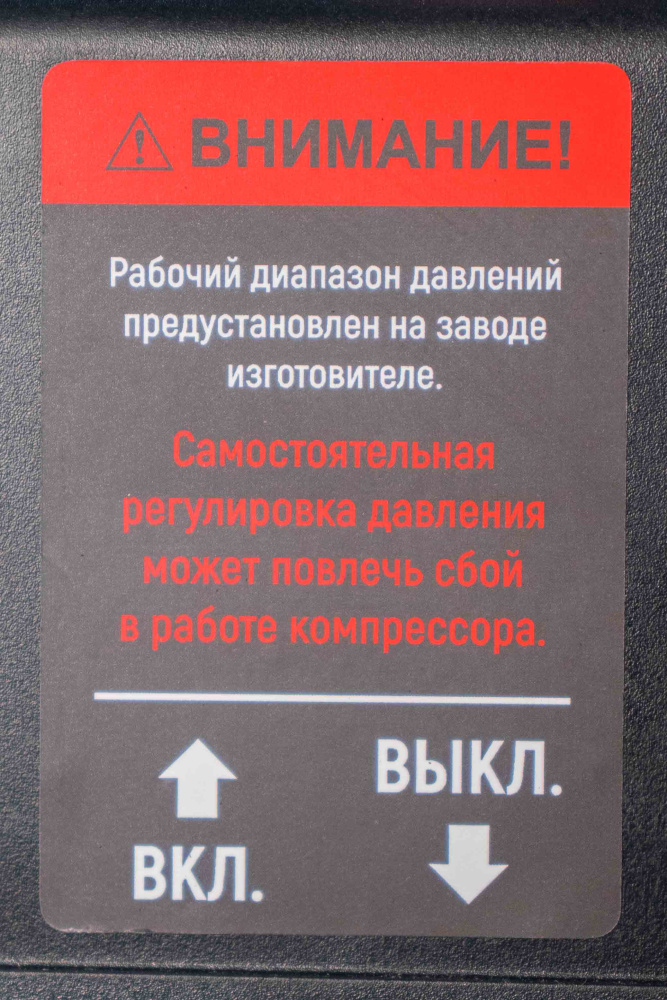 ВНИМАНИЕ!
Рабочий диапазон давлений
предустановлен на заводе
изготовителе.
Самостоятельная
регулировка давления
может повлечь сбой
в работе компрессора.
ВЫКЛ.
ВКЛ.